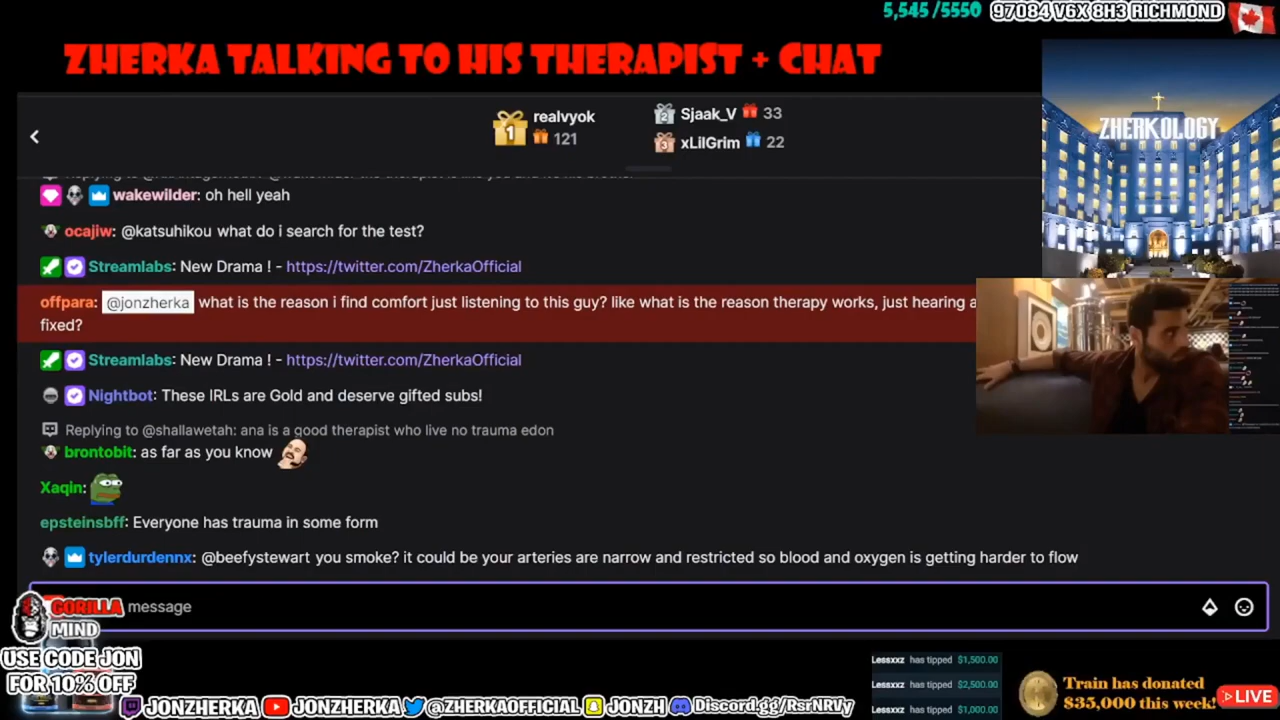 5,545 /5550
97084 V6X 8H3 RICHMOND
ZHERKA TALKING TO HIS THERAPIST + CHAT
ZHERKOLOGY
1 realvyok 121
2 Sjaak_V 33
3 xLilGrim 22
wakewilder: oh hell yeah
ocajiw: @katsuhikou what do i search for the test?
Streamlabs: New Drama ! - https://twitter.com/ZherkaOfficial
offpara: @jonzherka what is the reason i find comfort just listening to this guy? like what is the reason therapy works, just hearing a
fixed?
Streamlabs: New Drama ! - https://twitter.com/ZherkaOfficial
Nightbot: These IRLs are Gold and deserve gifted subs!
Replying to @shallawetah: ana is a good therapist who live no trauma edon
brontobit: as far as you know
Xaqin:
epsteinsbff: Everyone has trauma in some form
tylerdurdennx: @beefystewart you smoke? it could be your arteries are narrow and restricted so blood and oxygen is getting harder to flow
message
GORILLA
MIND
USE CODE JON
FOR 10% OFF
Lessxxz has tipped $1,500.00
Lessxxz has tipped $2,500.00
Lessxxz has tipped $1,000.00
Train has donated
$35,000 this week!
LIVE
JONZHERKA JONZHERKA @ZHERKAOFFICIAL JONZH Discord.gg/RsrNRVy